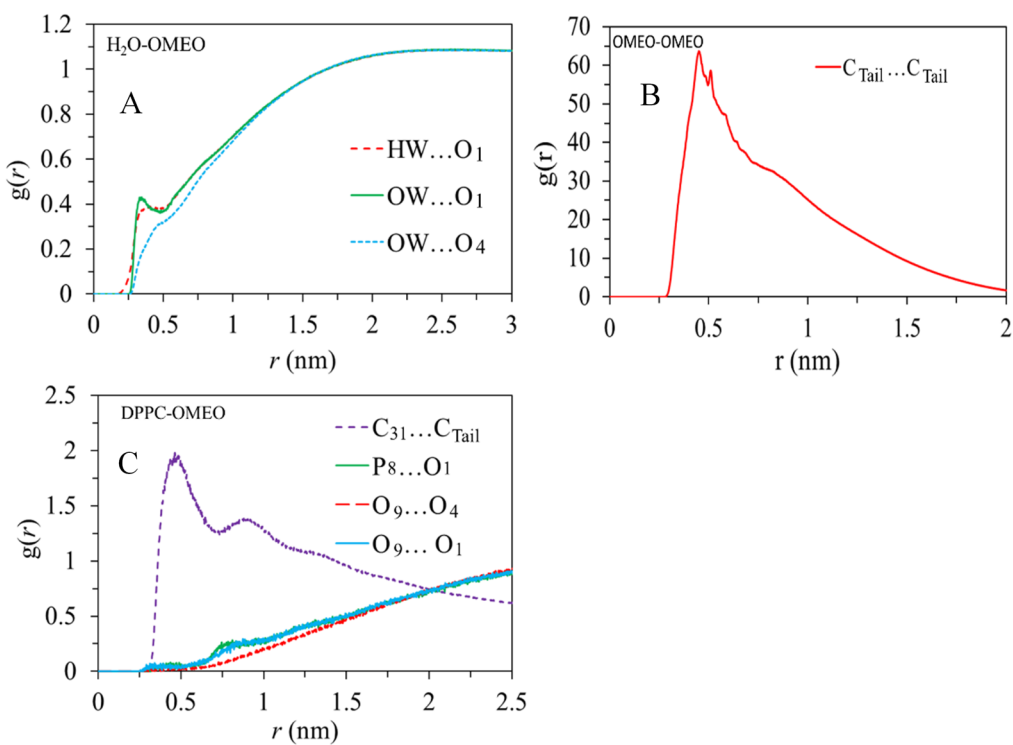 1.2
H₂O-OMEO
1
A
0.8
HW…O₁
0.6
OW…O₁
0.4
OW…O₄
0.2
0
g(r)
0 0.5 1 1.5 2 2.5 3
r (nm)
70
OMEO-OMEO
60
C_Tail…C_Tail
B
50
40
30
20
10
0
g(r)
0 0.5 1 1.5 2
r (nm)
2.5
DPPC-OMEO
C₃₁…C_Tail
2
C
P₈…O₁
O₉…O₄
1.5
O₉… O₁
1
0.5
0
g(r)
0 0.5 1 1.5 2 2.5
r (nm)